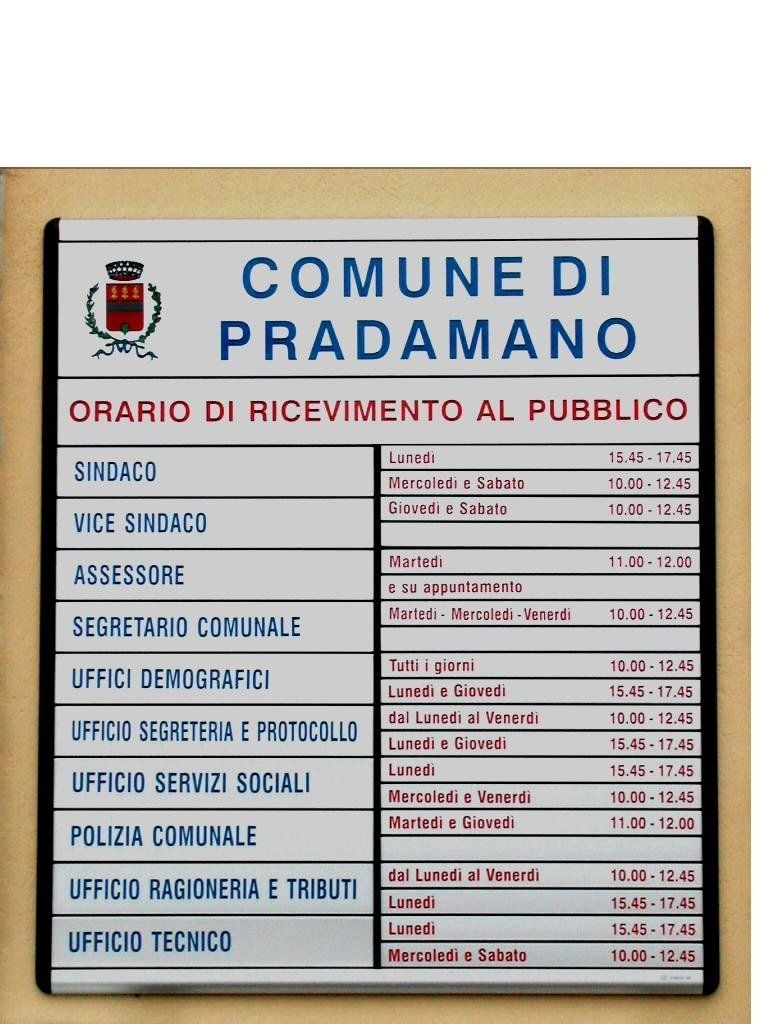 COMUNE DI
PRADAMANO
ORARIO DI RICEVIMENTO AL PUBBLICO
SINDACO
Lunedì 15.45 - 17.45
Mercoledì e Sabato 10.00 - 12.45
VICE SINDACO
Giovedì e Sabato 10.00 - 12.45
ASSESSORE
Martedì 11.00 - 12.00
e su appuntamento
SEGRETARIO COMUNALE
Martedì - Mercoledì - Venerdì 10.00 - 12.45
UFFICI DEMOGRAFICI
Tutti i giorni 10.00 - 12.45
Lunedì e Giovedì 15.45 - 17.45
UFFICIO SEGRETERIA E PROTOCOLLO
dal Lunedì al Venerdì 10.00 - 12.45
Lunedì e Giovedì 15.45 - 17.45
UFFICIO SERVIZI SOCIALI
Lunedì 15.45 - 17.45
Mercoledì e Venerdì 10.00 - 12.45
POLIZIA COMUNALE
Martedì e Giovedì 11.00 - 12.00
UFFICIO RAGIONERIA E TRIBUTI
dal Lunedì al Venerdì 10.00 - 12.45
Lunedì 15.45 - 17.45
UFFICIO TECNICO
Lunedì 15.45 - 17.45
Mercoledì e Sabato 10.00 - 12.45